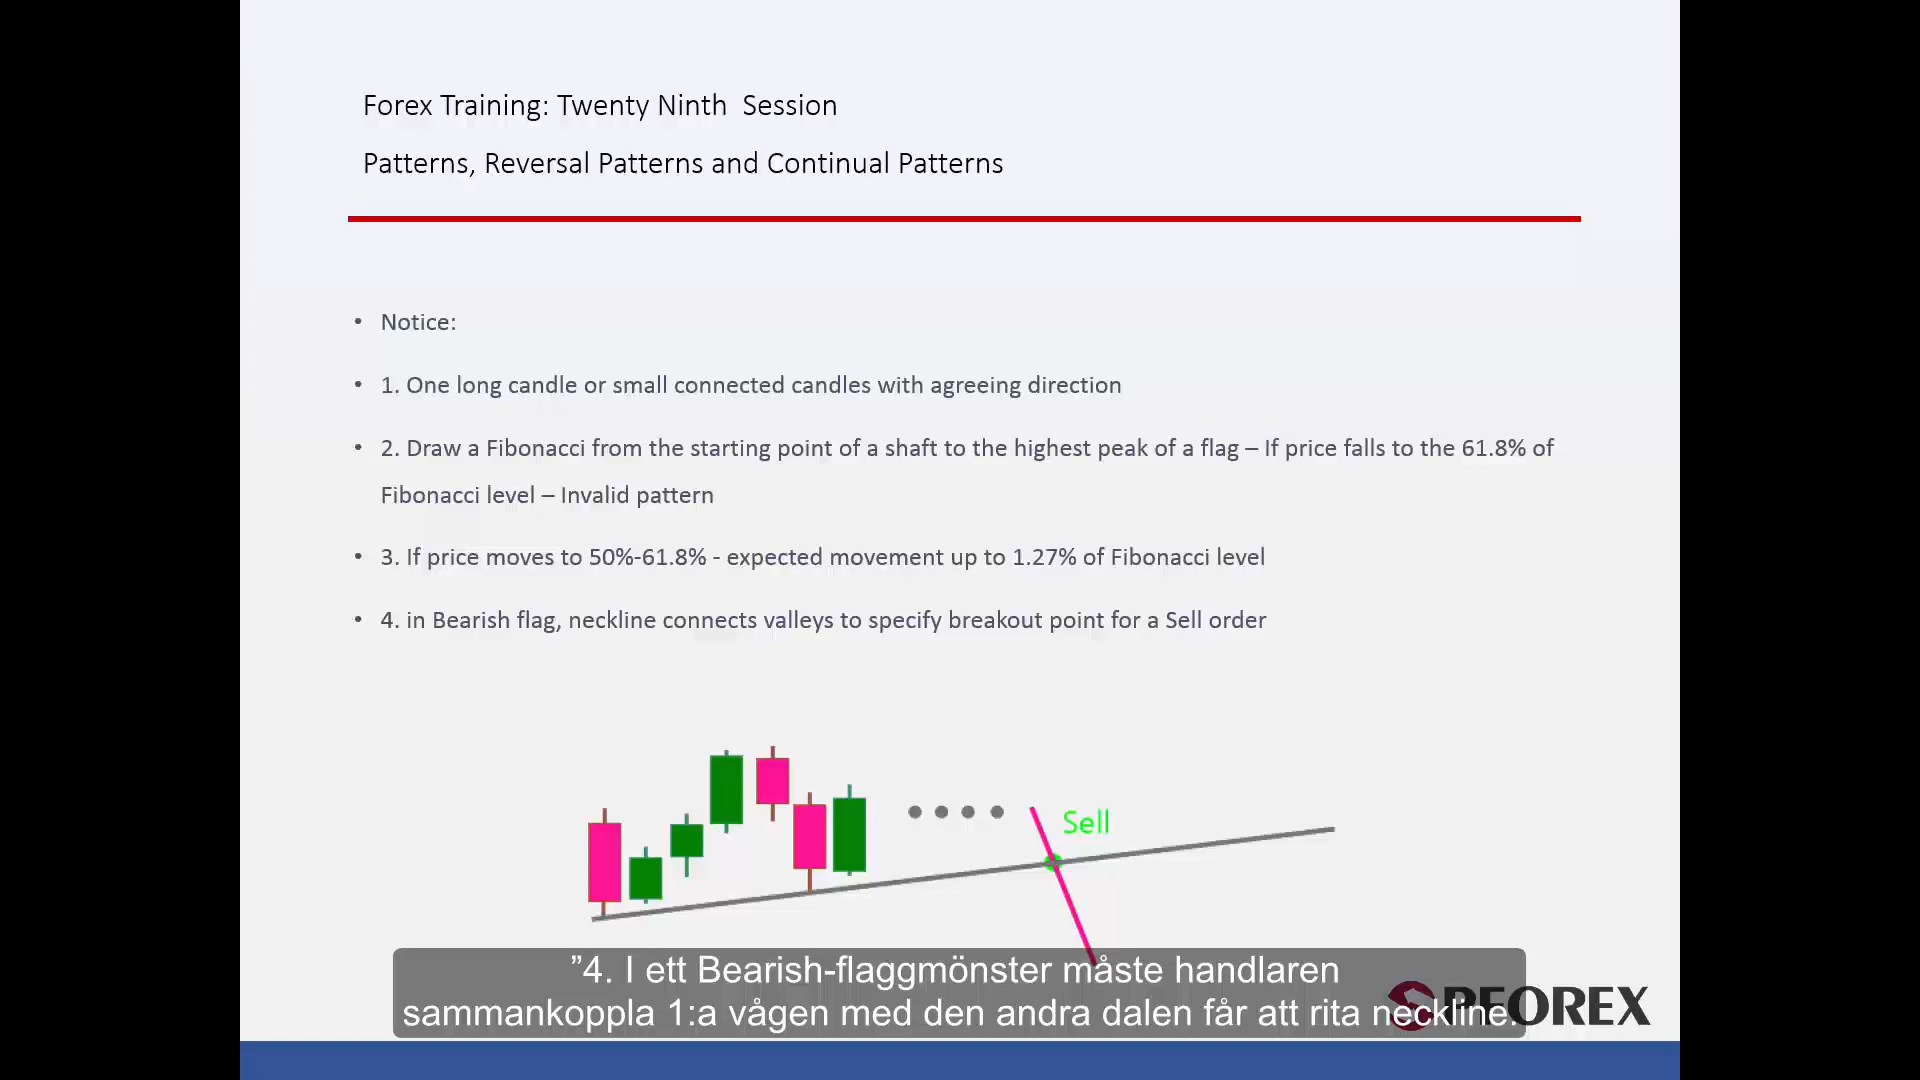 Forex Training: Twenty Ninth Session
Patterns, Reversal Patterns and Continual Patterns
• Notice:
• 1. One long candle or small connected candles with agreeing direction
• 2. Draw a Fibonacci from the starting point of a shaft to the highest peak of a flag – If price falls to the 61.8% of
Fibonacci level – Invalid pattern
• 3. If price moves to 50%-61.8% - expected movement up to 1.27% of Fibonacci level
• 4. in Bearish flag, neckline connects valleys to specify breakout point for a Sell order
Sell
”4. I ett Bearish-flaggmönster måste handlaren
sammankoppla 1:a vågen med den andra dalen får att rita neckline.
PFOREX